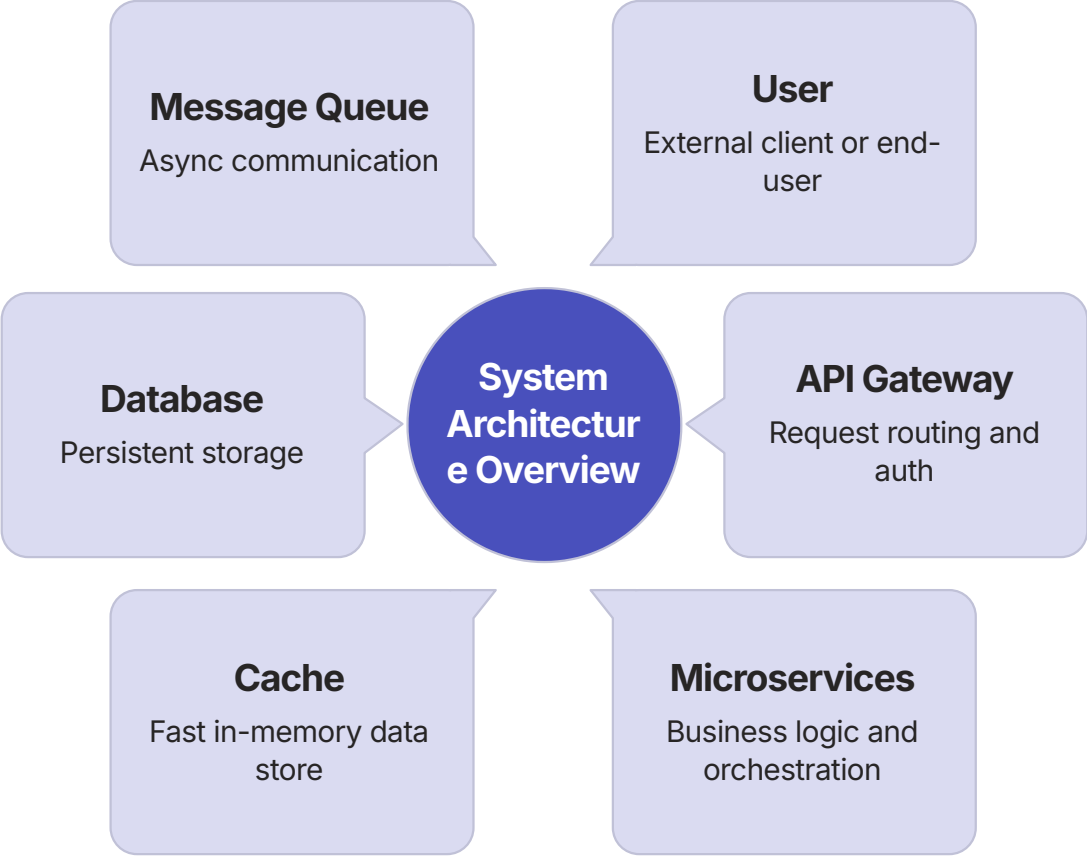 Message Queue
Async communication
User
External client or end-
user
Database
Persistent storage
System
Architectur
e Overview
API Gateway
Request routing and
auth
Cache
Fast in-memory data
store
Microservices
Business logic and
orchestration